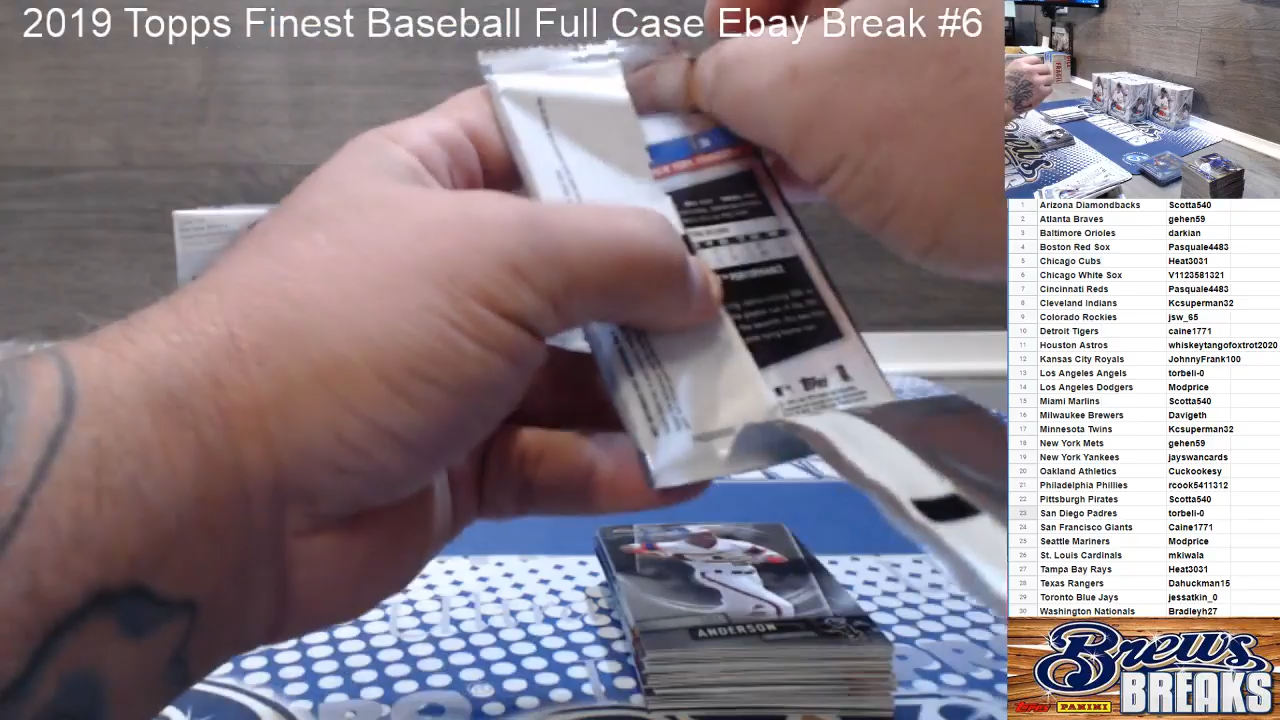 2019 Topps Finest Baseball Full Case Ebay Break #6
1 Arizona Diamondbacks Scotta540
2 Atlanta Braves gehen59
3 Baltimore Orioles darkian
4 Boston Red Sox Pasquale4483
5 Chicago Cubs Heat3031
6 Chicago White Sox V1123581321
7 Cincinnati Reds Pasquale4483
8 Cleveland Indians Kcsuperman32
9 Colorado Rockies jsw_65
10 Detroit Tigers caine1771
11 Houston Astros whiskeytangofoxtrot2020
12 Kansas City Royals JohnnyFrank100
13 Los Angeles Angels torbeli-0
14 Los Angeles Dodgers Modprice
15 Miami Marlins Scotta540
16 Milwaukee Brewers Davigeth
17 Minnesota Twins Kcsuperman32
18 New York Mets gehen59
19 New York Yankees jayswancards
20 Oakland Athletics Cuckookesy
21 Philadelphia Phillies rcook5411312
22 Pittsburgh Pirates Scotta540
23 San Diego Padres torbeli-0
24 San Francisco Giants Caine1771
25 Seattle Mariners Modprice
26 St. Louis Cardinals mkiwala
27 Tampa Bay Rays Heat3031
28 Texas Rangers Dahuckman15
29 Toronto Blue Jays jessatkin_0
30 Washington Nationals Bradleyh27
ANDERSON
Topps
Brews
BREAKS
topps PANINI